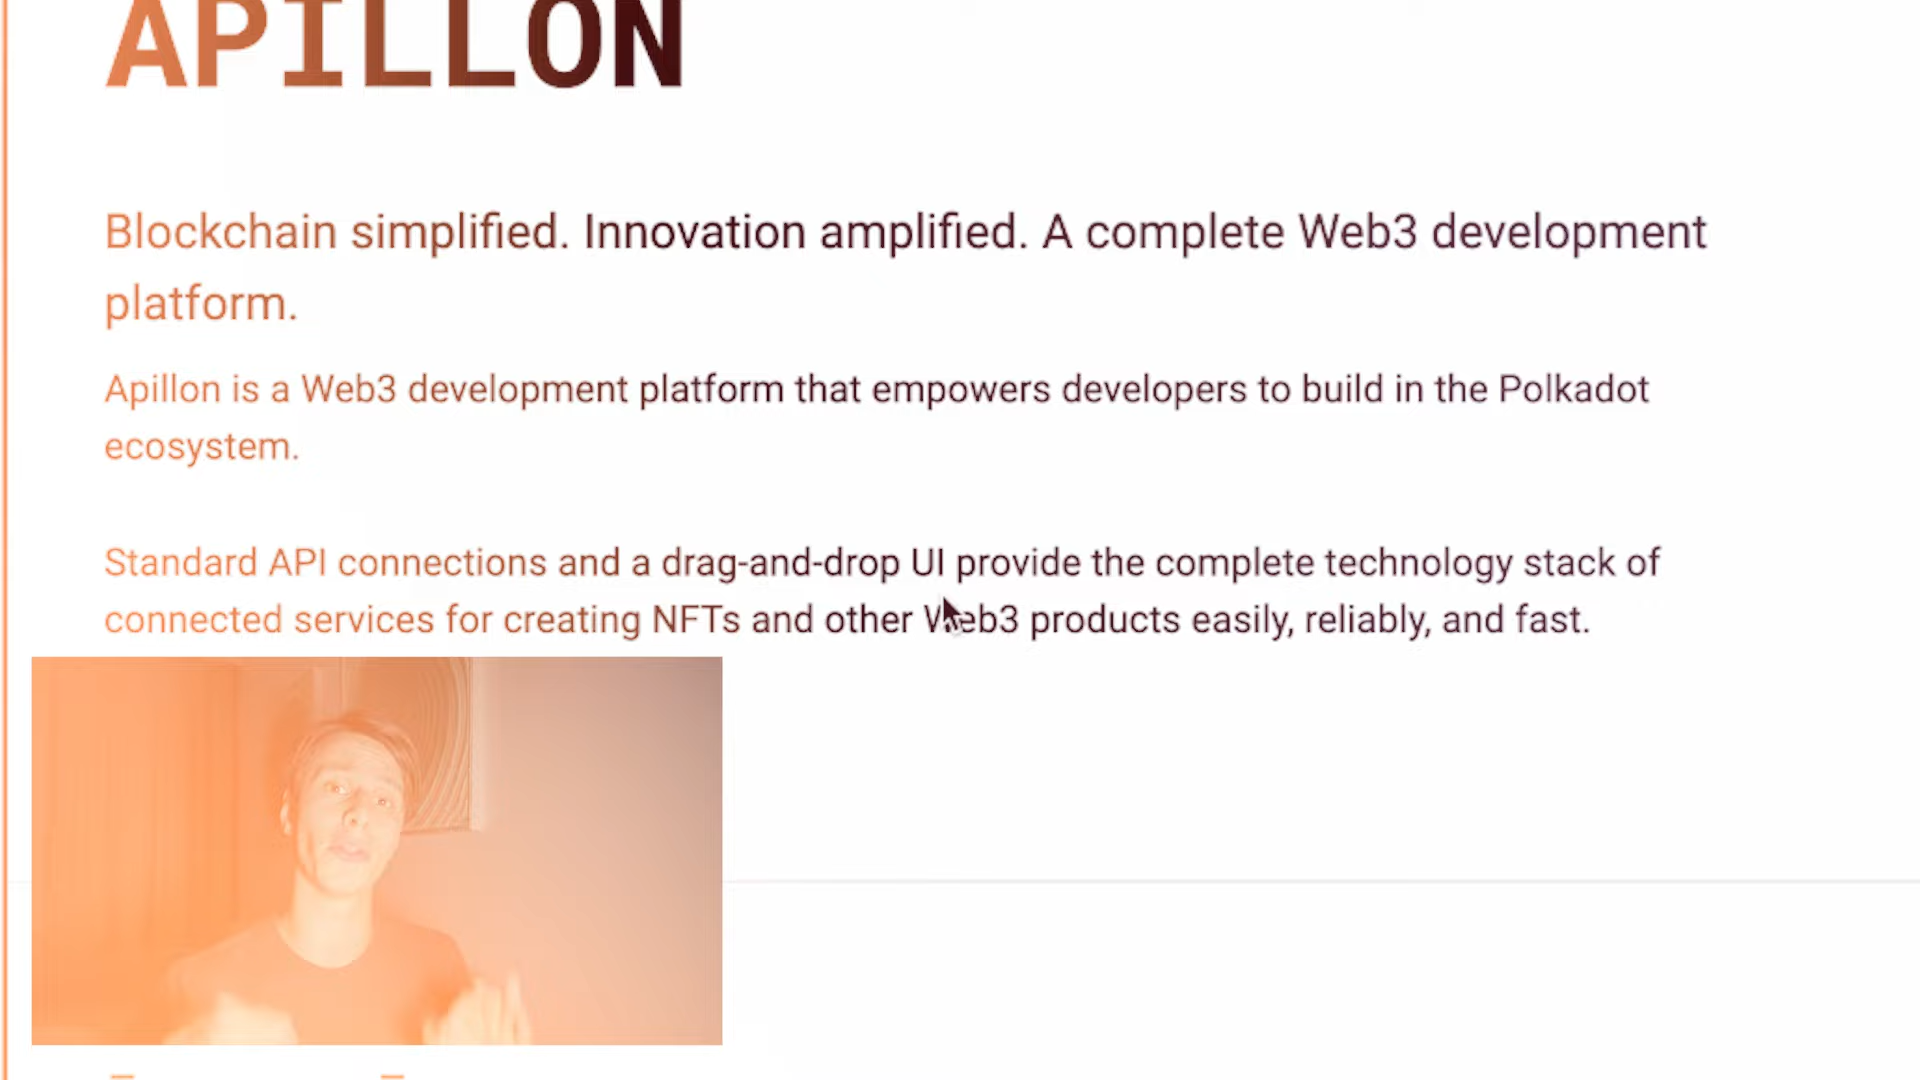 APILLON
Blockchain simplified. Innovation amplified. A complete Web3 development
platform.
Apillon is a Web3 development platform that empowers developers to build in the Polkadot
ecosystem.
Standard API connections and a drag-and-drop UI provide the complete technology stack of
connected services for creating NFTs and other Web3 products easily, reliably, and fast.